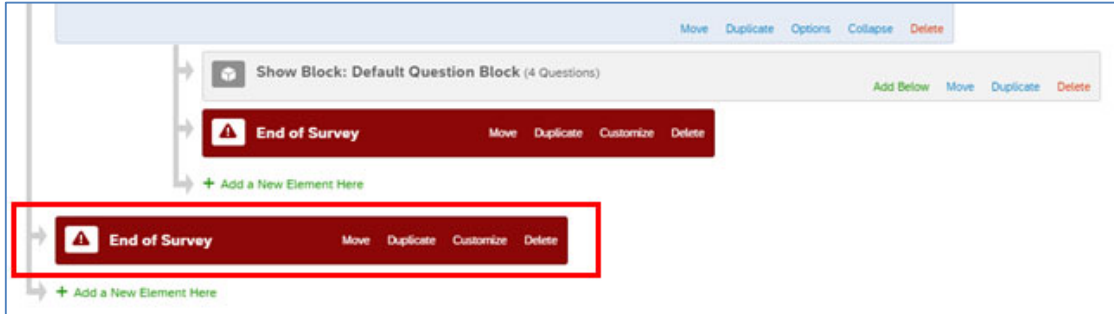 Move Duplicate Options Collapse Delete
Show Block: Default Question Block (4 Questions)
Add Below Move Duplicate Delete
End of Survey Move Duplicate Customize Delete
+ Add a New Element Here
End of Survey Move Duplicate Customize Delete
+ Add a New Element Here